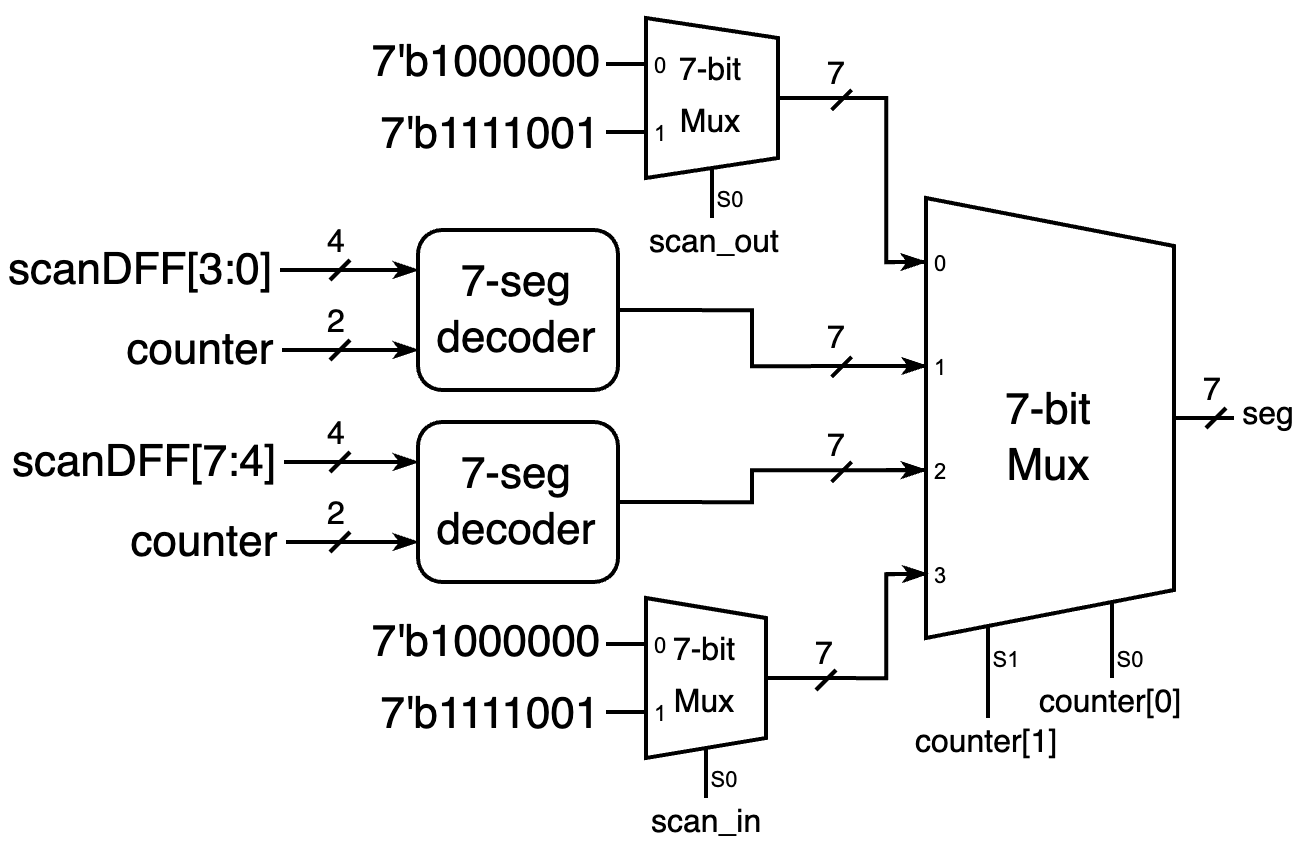 7'b1000000
0
7-bit
Mux
7'b1111001
1
7
S0
scan_out
scanDFF[3:0]
4
counter
2
7-seg
decoder
7
scanDFF[7:4]
4
counter
2
7-seg
decoder
7
7'b1000000
0
7-bit
Mux
7'b1111001
1
7
S0
scan_in
0
1
2
3
7-bit
Mux
7
seg
S1
S0
counter[0]
counter[1]